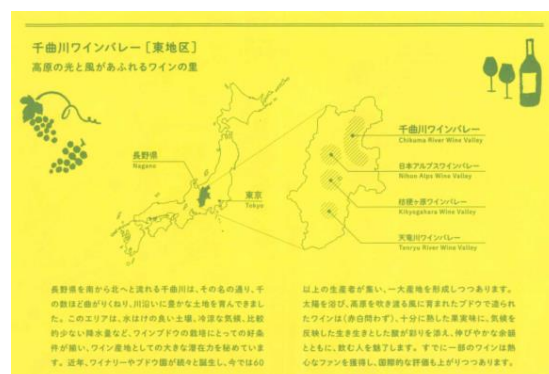 千曲川ワインバレー［東地区］
高原の光と風があふれるワインの里
千曲川ワインバレー
Chikuma River Wine Valley
長野県
Nagano
日本アルプスワインバレー
Nihon Alps Wine Valley
東京
Tokyo
桔梗ヶ原ワインバレー
Kikyogahara Wine Valley
天竜川ワインバレー
Tenryu River Wine Valley
長野県を南から北へと流れる千曲川は、その名の通り、千
の数ほど曲がりくねり、川沿いに豊かな土地を育んできまし
た。このエリアは、水はけの良い土壌、冷涼な気候、比較
的少ない降水量など、ワインブドウの栽培にとっての好条
件が揃い、ワイン産地としての大きな潜在力を秘めていま
す。近年、ワイナリーやブドウ園が続々と誕生し、今では60
以上の生産者が集い、一大産地を形成しつつあります。
太陽を浴び、高原を吹き渡る風に育まれたブドウで造られ
たワインは（赤白問わず）、十分に熟した果実味に、気候を
反映した生き生きとした酸が彩りを添え、伸びやかな余韻
とともに、飲む人を魅了します。すでに一部のワインは熱
心なファンを獲得し、国際的な評価も上がりつつあります。